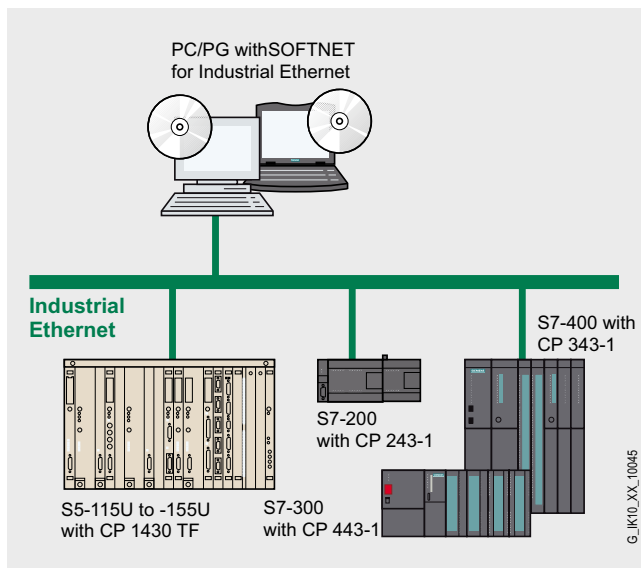 PC/PG withSOFTNET
for Industrial Ethernet
Industrial
Ethernet
S7-400 with
CP 343-1
S7-200
with CP 243-1
S5-115U to -155U
with CP 1430 TF
S7-300
with CP 443-1
G_IK10_XX_10045